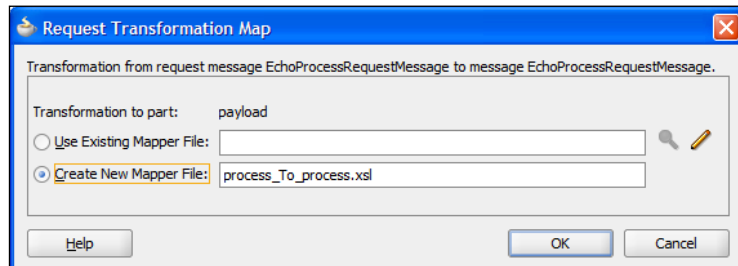 Request Transformation Map
Transformation from request message EchoProcessRequestMessage to message EchoProcessRequestMessage.
Transformation to part: payload
Use Existing Mapper File:
Create New Mapper File: process_To_process.xsl
Help OK Cancel